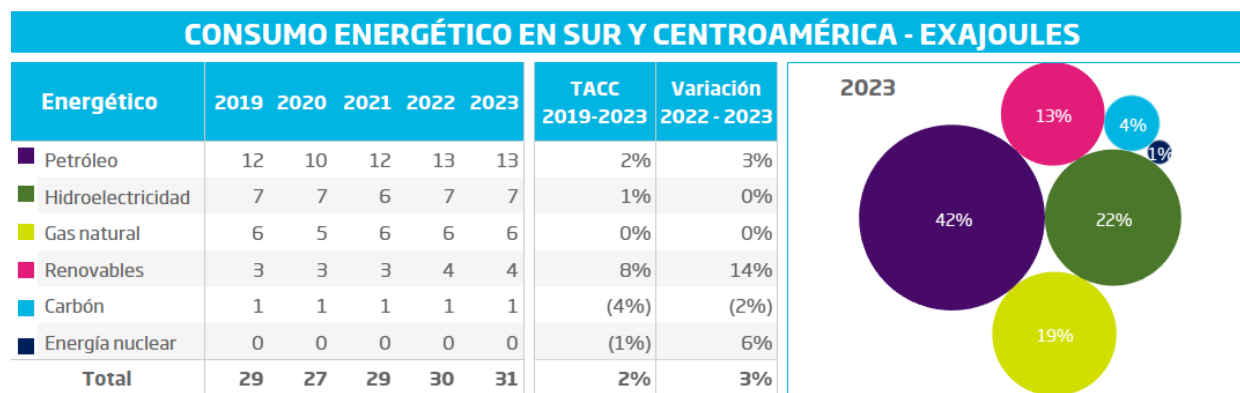 CONSUMO ENERGÉTICO EN SUR Y CENTROAMÉRICA - EXAJOULES
Energético 2019 2020 2021 2022 2023 TACC 2019-2023 Variación 2022 - 2023
Petróleo 12 10 12 13 13 2% 3%
Hidroelectricidad 7 7 6 7 7 1% 0%
Gas natural 6 5 6 6 6 0% 0%
Renovables 3 3 3 4 4 8% 14%
Carbón 1 1 1 1 1 (4%) (2%)
Energía nuclear 0 0 0 0 0 (1%) 6%
Total 29 27 29 30 31 2% 3%
2023
13%
4%
1%
42%
22%
19%